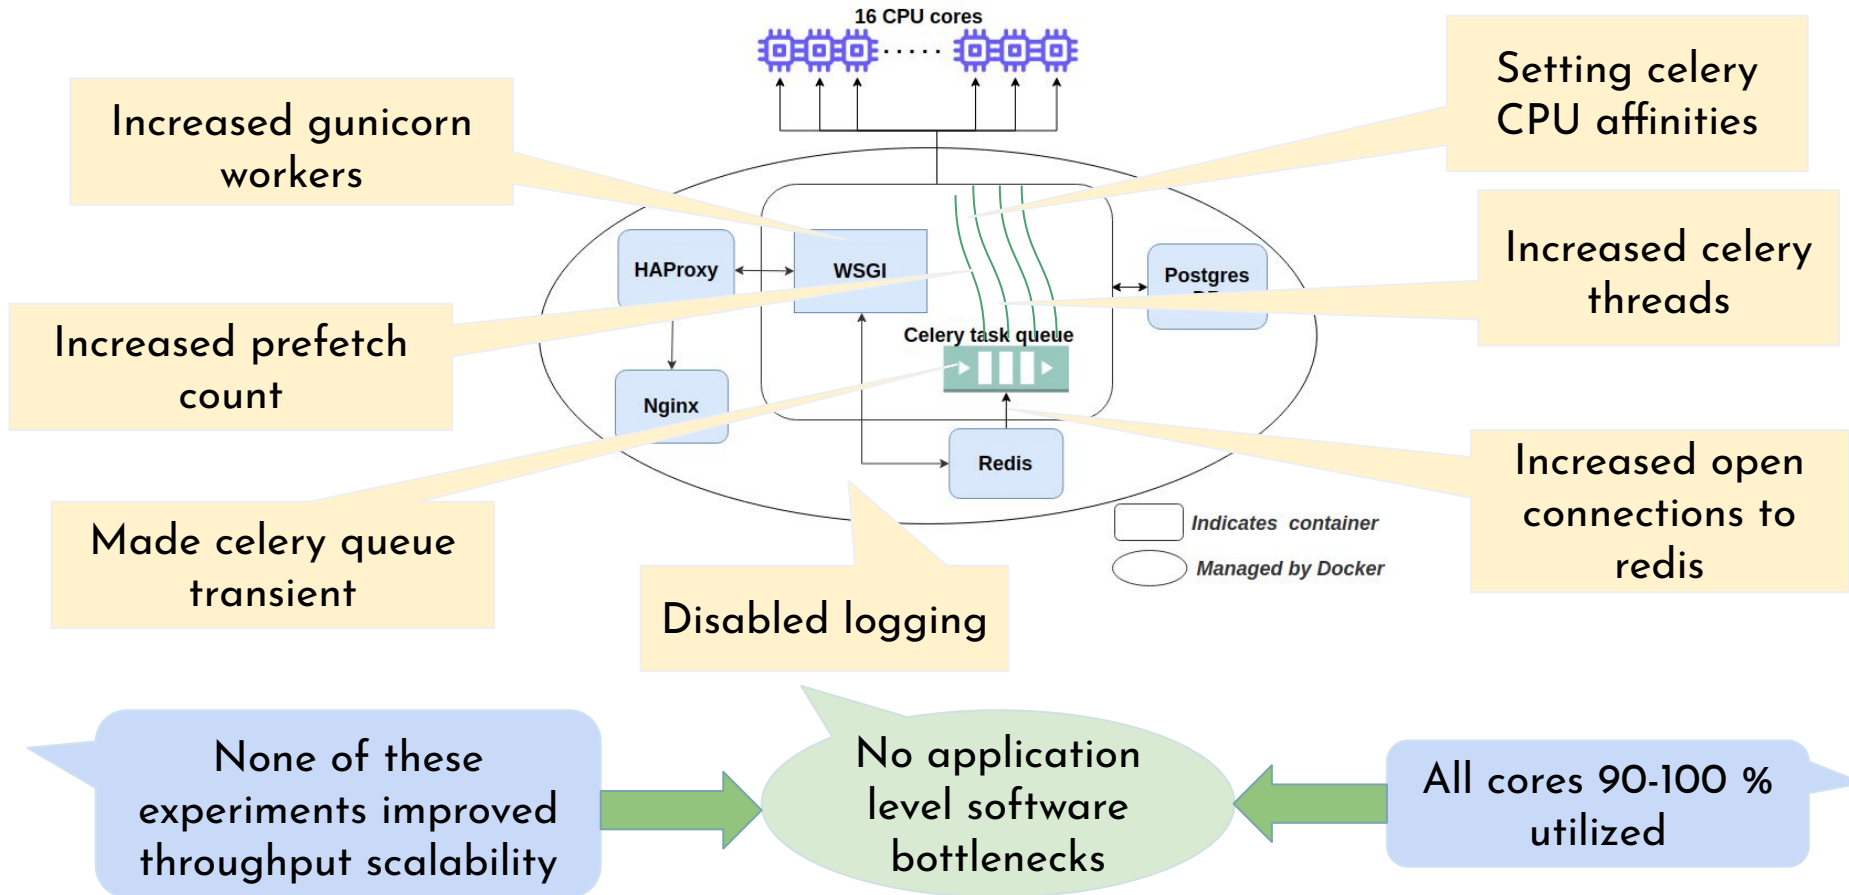 16 CPU cores
Setting celery
CPU affinities
Increased gunicorn
workers
Increased celery
threads
HAProxy
WSGI
Postgres
Increased prefetch
count
Celery task queue
Nginx
Redis
Increased open
connections to
redis
Made celery queue
transient
Indicates container
Managed by Docker
Disabled logging
None of these
experiments improved
throughput scalability
No application
level software
bottlenecks
All cores 90-100 %
utilized